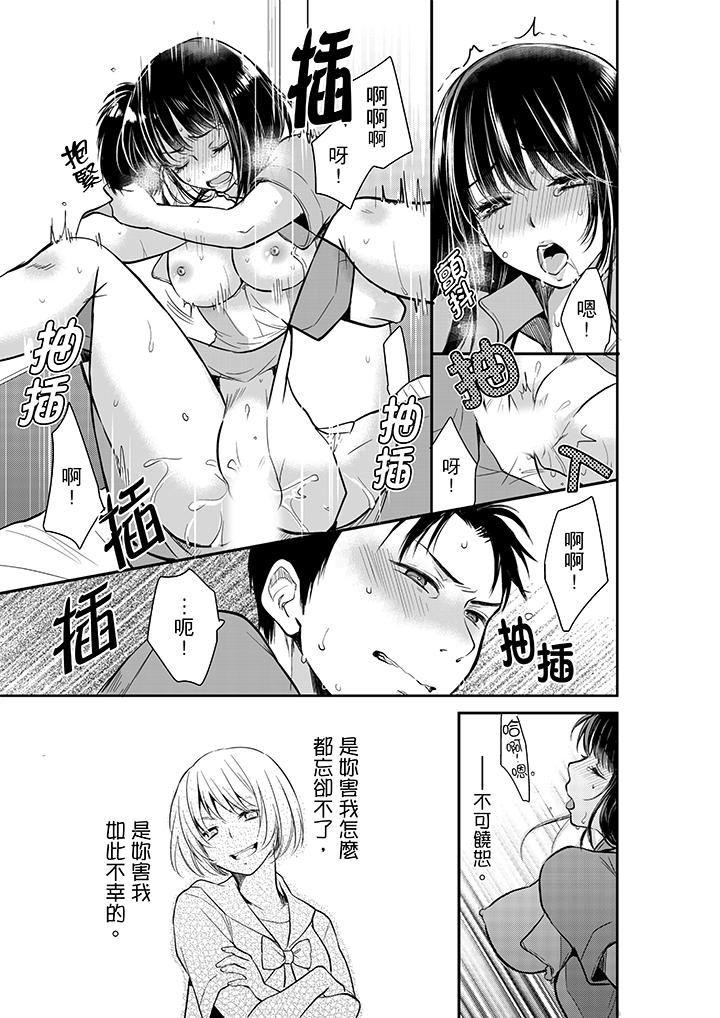 嗯！
顫抖
抽
呀！
啊啊啊
呀！
插
抱緊
抽插
抽插
啊！
插
啊啊！
抽插
…呃！
插
哈啊！嗯
——不可饒恕。
是妳害我怎麼
都忘卻不了，
是妳害我
如此不幸的。